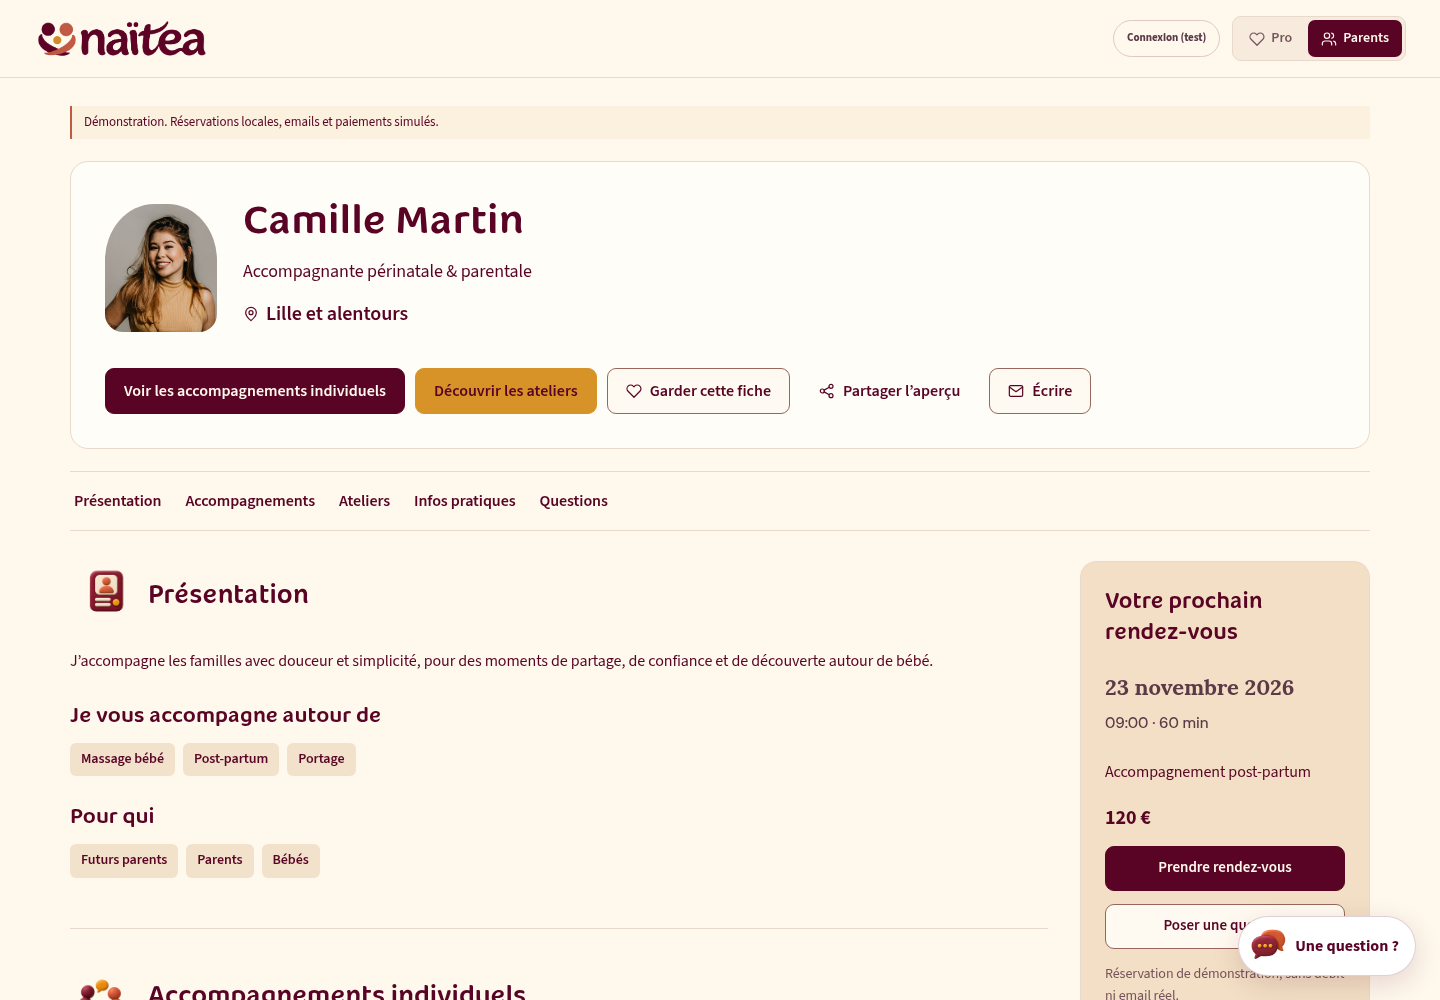 naïtea
Connexion (test)
Pro
Parents
Démonstration. Réservations locales, emails et paiements simulés.
Camille Martin
Accompagnante périnatale & parentale
Lille et alentours
Voir les accompagnements individuels
Découvrir les ateliers
Garder cette fiche
Partager l’aperçu
Écrire
Présentation
Accompagnements
Ateliers
Infos pratiques
Questions
Présentation
J’accompagne les familles avec douceur et simplicité, pour des moments de partage, de confiance et de découverte autour de bébé.
Je vous accompagne autour de
Massage bébé
Post-partum
Portage
Pour qui
Futurs parents
Parents
Bébés
Accompagnements individuels
Votre prochain
rendez-vous
23 novembre 2026
09:00 · 60 min
Accompagnement post-partum
120 €
Prendre rendez-vous
Poser une
Une question ?
Réservation de démonstration, sans débit
ni email réel.